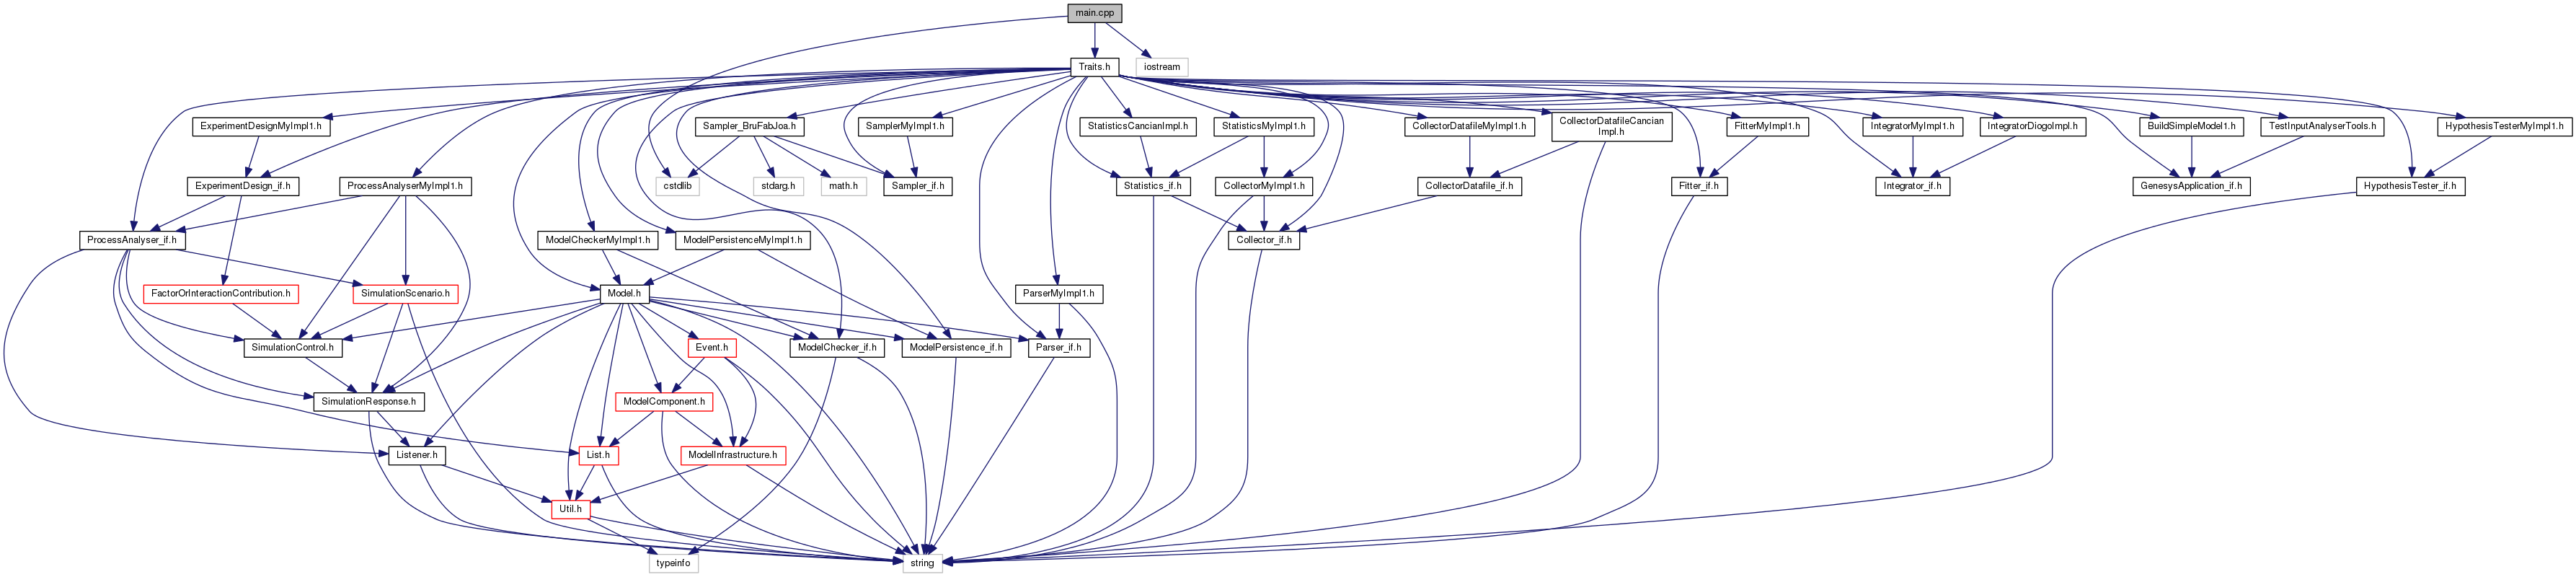 main.cpp
Traits.h
iostream
ExperimentDesignMyImpl1.h
Sampler_BruFabJoa.h
SamplerMyImpl1.h
StatisticsCancianImpl.h
StatisticsMyImpl1.h
CollectorDatafileMyImpl1.h
CollectorDatafileCancian
Impl.h
FitterMyImpl1.h
IntegratorMyImpl1.h
IntegratorDiogoImpl.h
BuildSimpleModel1.h
TestInputAnalyserTools.h
HypothesisTesterMyImpl1.h
ExperimentDesign_if.h
ProcessAnalyserMyImpl1.h
cstdlib
stdarg.h
math.h
Sampler_if.h
Statistics_if.h
CollectorMyImpl1.h
CollectorDatafile_if.h
Fitter_if.h
Integrator_if.h
GenesysApplication_if.h
HypothesisTester_if.h
ProcessAnalyser_if.h
ModelCheckerMyImpl1.h
ModelPersistenceMyImpl1.h
Collector_if.h
FactorOrInteractionContribution.h
SimulationScenario.h
Model.h
ParserMyImpl1.h
SimulationControl.h
Event.h
ModelChecker_if.h
ModelPersistence_if.h
Parser_if.h
SimulationResponse.h
ModelComponent.h
Listener.h
List.h
ModelInfrastructure.h
Util.h
typeinfo
string